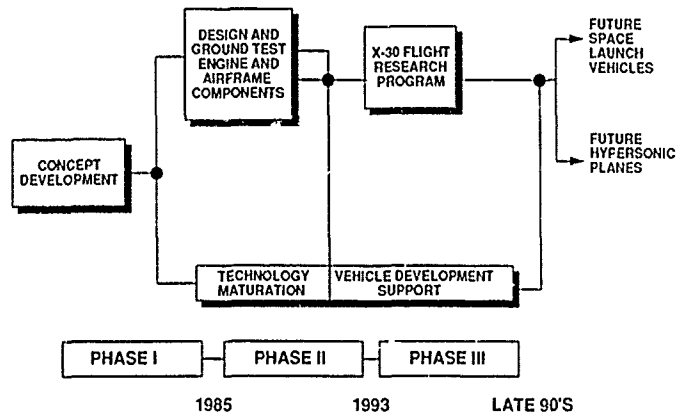 DESIGN AND
GROUND TEST
ENGINE AND
AIRFRAME
COMPONENTS
X-30 FLIGHT
RESEARCH
PROGRAM
FUTURE
SPACE
LAUNCH
VEHICLES
CONCEPT
DEVELOPMENT
FUTURE
HYPERSONIC
PLANES
TECHNOLOGY
MATURATION
VEHICLE DEVELOPMENT
SUPPORT
PHASE I
PHASE II
PHASE III
1985
1993
LATE 90'S